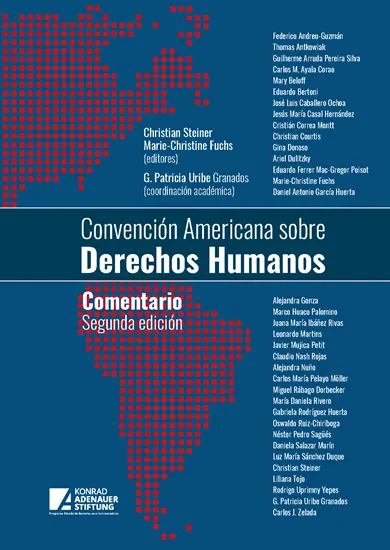 Federico Andreu-Guzmán
Thomas Antkowiak
Guilherme Arruda Pereira Silva
Carlos M. Ayala Corao
Mary Beloff
Eduardo Bertoni
José Luis Caballero Ochoa
Jesús María Casal Hernández
Cristián Correa Montt
Christian Courtis
Gina Donoso
Ariel Dulitzky
Eduardo Ferrer Mac-Gregor Poisot
Marie-Christine Fuchs
Daniel Antonio García Huerta
Christian Steiner
Marie-Christine Fuchs
(editores)
G. Patricia Uribe Granados
(coordinación académica)
Convención Americana sobre
Derechos Humanos
Comentario
Segunda edición
Alejandra Gonza
Marco Huaco Palomino
Juana María Ibáñez Rivas
Leonardo Martins
Javier Mujica Petit
Claudio Nash Rojas
Alejandra Nuño
Carlos María Pelayo Möller
Miguel Rábago Dorbecker
María Daniela Rivero
Gabriela Rodríguez Huerta
Oswaldo Ruiz-Chiriboga
Néstor Pedro Sagüés
Daniela Salazar Marín
Luz María Sánchez Duque
Christian Steiner
Liliana Tojo
Rodrigo Uprimny Yepes
G. Patricia Uribe Granados
Carlos J. Zelada
KONRAD
ADENAUER
STIFTUNG